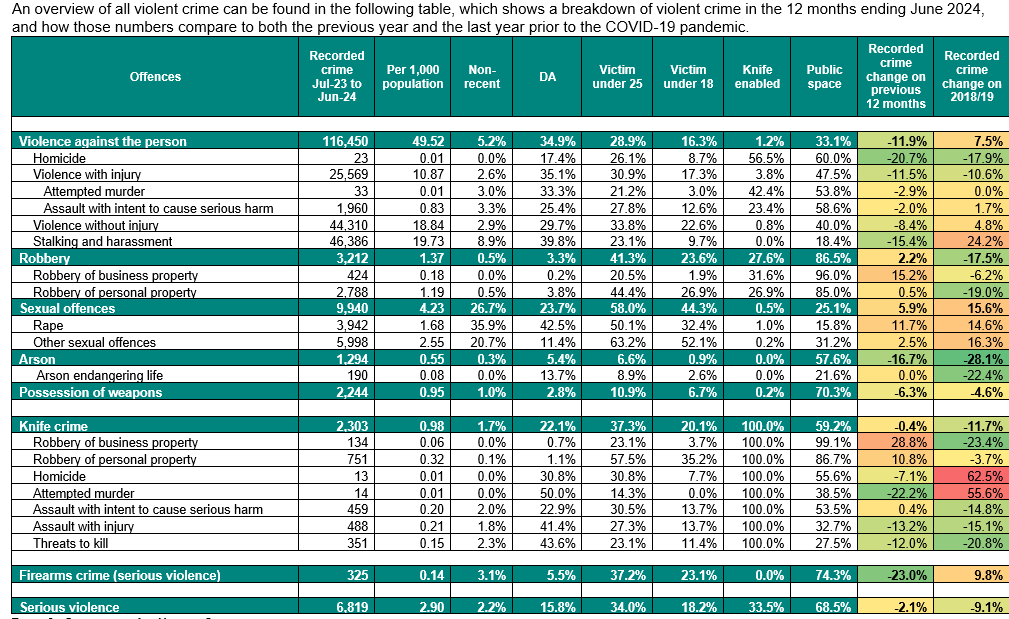 An overview of all violent crime can be found in the following table, which shows a breakdown of violent crime in the 12 months ending June 2024,
and how those numbers compare to both the previous year and the last year prior to the COVID-19 pandemic.
Offences Recorded crime Jul-23 to Jun-24 Per 1,000 population Non-recent DA Victim under 25 Victim under 18 Knife enabled Public space Recorded crime change on previous 12 months Recorded crime change on 2018/19
Violence against the person 116,450 49.52 5.2% 34.9% 28.9% 16.3% 1.2% 33.1% -11.9% 7.5%
Homicide 23 0.01 0.0% 17.4% 26.1% 8.7% 56.5% 60.0% -20.7% -17.9%
Violence with injury 25,569 10.87 2.6% 35.1% 30.9% 17.3% 3.8% 47.5% -11.5% -10.6%
Attempted murder 33 0.01 3.0% 33.3% 21.2% 3.0% 42.4% 53.8% -2.9% 0.0%
Assault with intent to cause serious harm 1,960 0.83 3.3% 25.4% 27.8% 12.6% 23.4% 58.6% -2.0% 1.7%
Violence without injury 44,310 18.84 2.9% 29.7% 33.8% 22.6% 0.8% 40.0% -8.4% 4.8%
Stalking and harassment 46,386 19.73 8.9% 39.8% 23.1% 9.7% 0.0% 18.4% -15.4% 24.2%
Robbery 3,212 1.37 0.5% 3.3% 41.3% 23.6% 27.6% 86.5% 2.2% -17.5%
Robbery of business property 424 0.18 0.0% 0.2% 20.5% 1.9% 31.6% 96.0% 15.2% -6.2%
Robbery of personal property 2,788 1.19 0.5% 3.8% 44.4% 26.9% 26.9% 85.0% 0.5% -19.0%
Sexual offences 9,940 4.23 26.7% 23.7% 58.0% 44.3% 0.5% 25.1% 5.9% 15.6%
Rape 3,942 1.68 35.9% 42.5% 50.1% 32.4% 1.0% 15.8% 11.7% 14.6%
Other sexual offences 5,998 2.55 20.7% 11.4% 63.2% 52.1% 0.2% 31.2% 2.5% 16.3%
Arson 1,294 0.55 0.3% 5.4% 6.6% 0.9% 0.0% 57.6% -16.7% -28.1%
Arson endangering life 190 0.08 0.0% 13.7% 8.9% 2.6% 0.0% 21.6% 0.0% -22.4%
Possession of weapons 2,244 0.95 1.0% 2.8% 10.9% 6.7% 0.2% 70.3% -6.3% -4.6%
Knife crime 2,303 0.98 1.7% 22.1% 37.3% 20.1% 100.0% 59.2% -0.4% -11.7%
Robbery of business property 134 0.06 0.0% 0.7% 23.1% 3.7% 100.0% 99.1% 28.8% -23.4%
Robbery of personal property 751 0.32 0.1% 1.1% 57.5% 35.2% 100.0% 86.7% 10.8% -3.7%
Homicide 13 0.01 0.0% 30.8% 30.8% 7.7% 100.0% 55.6% -7.1% 62.5%
Attempted murder 14 0.01 0.0% 50.0% 14.3% 0.0% 100.0% 38.5% -22.2% 55.6%
Assault with intent to cause serious harm 459 0.20 2.0% 22.9% 30.5% 13.7% 100.0% 53.5% 0.4% -14.8%
Assault with injury 488 0.21 1.8% 41.4% 27.3% 13.7% 100.0% 32.7% -13.2% -15.1%
Threats to kill 351 0.15 2.3% 43.6% 23.1% 11.4% 100.0% 27.5% -12.0% -20.8%
Firearms crime (serious violence) 325 0.14 3.1% 5.5% 37.2% 23.1% 0.0% 74.3% -23.0% 9.8%
Serious violence 6,819 2.90 2.2% 15.8% 34.0% 18.2% 33.5% 68.5% -2.1% -9.1%